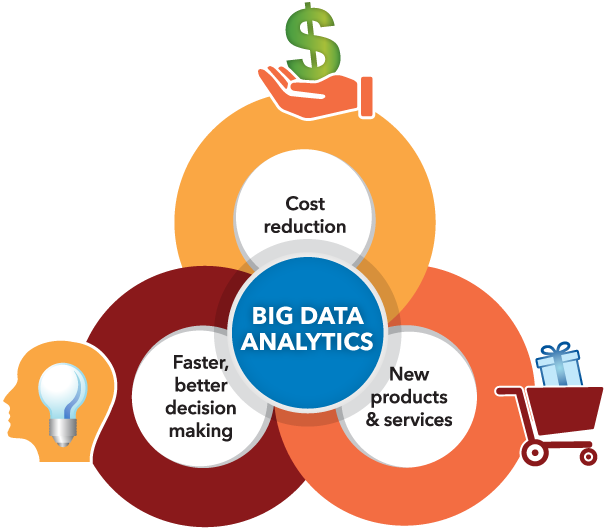 $
Cost
reduction
BIG DATA
ANALYTICS
Faster,
better
decision
making
New
products
& services